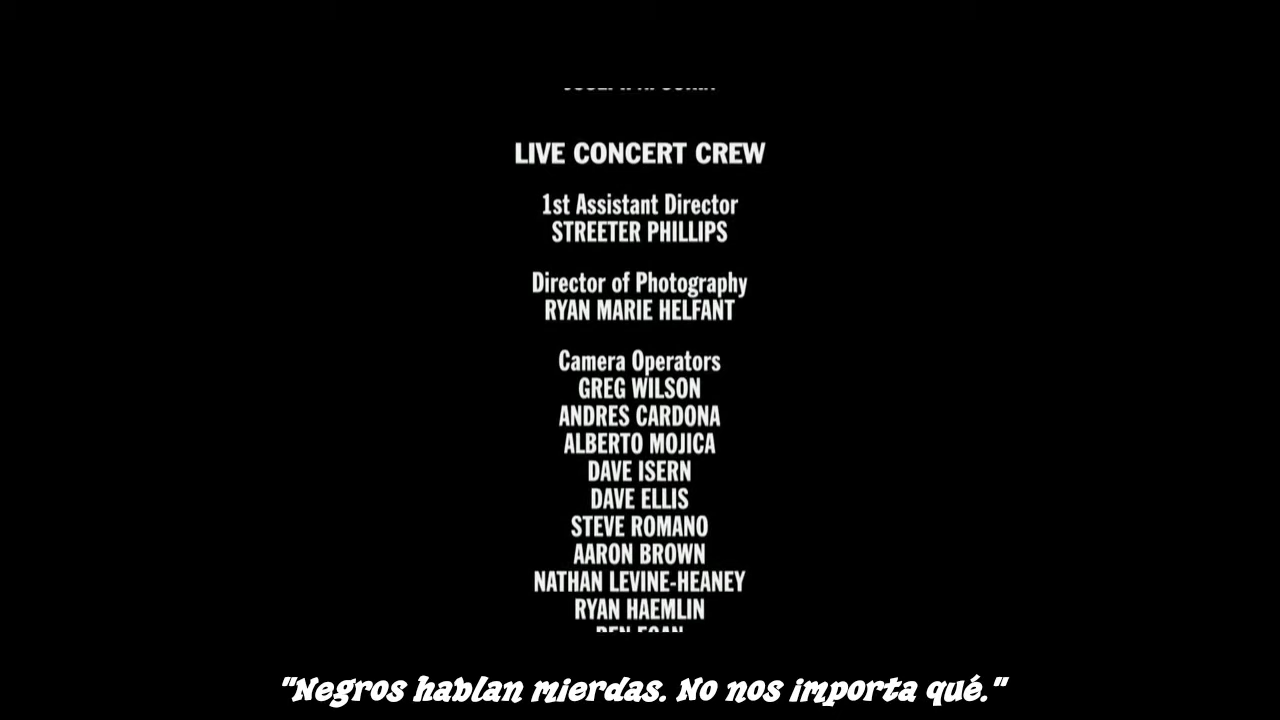 LIVE CONCERT CREW
1st Assistant Director
STREETER PHILLIPS
Director of Photography
RYAN MARIE HELFANT
Camera Operators
GREG WILSON
ANDRES CARDONA
ALBERTO MOJICA
DAVE ISERN
DAVE ELLIS
STEVE ROMANO
AARON BROWN
NATHAN LEVINE-HEANEY
RYAN HAEMLIN
"Negros hablan mierdas. No nos importa qué."